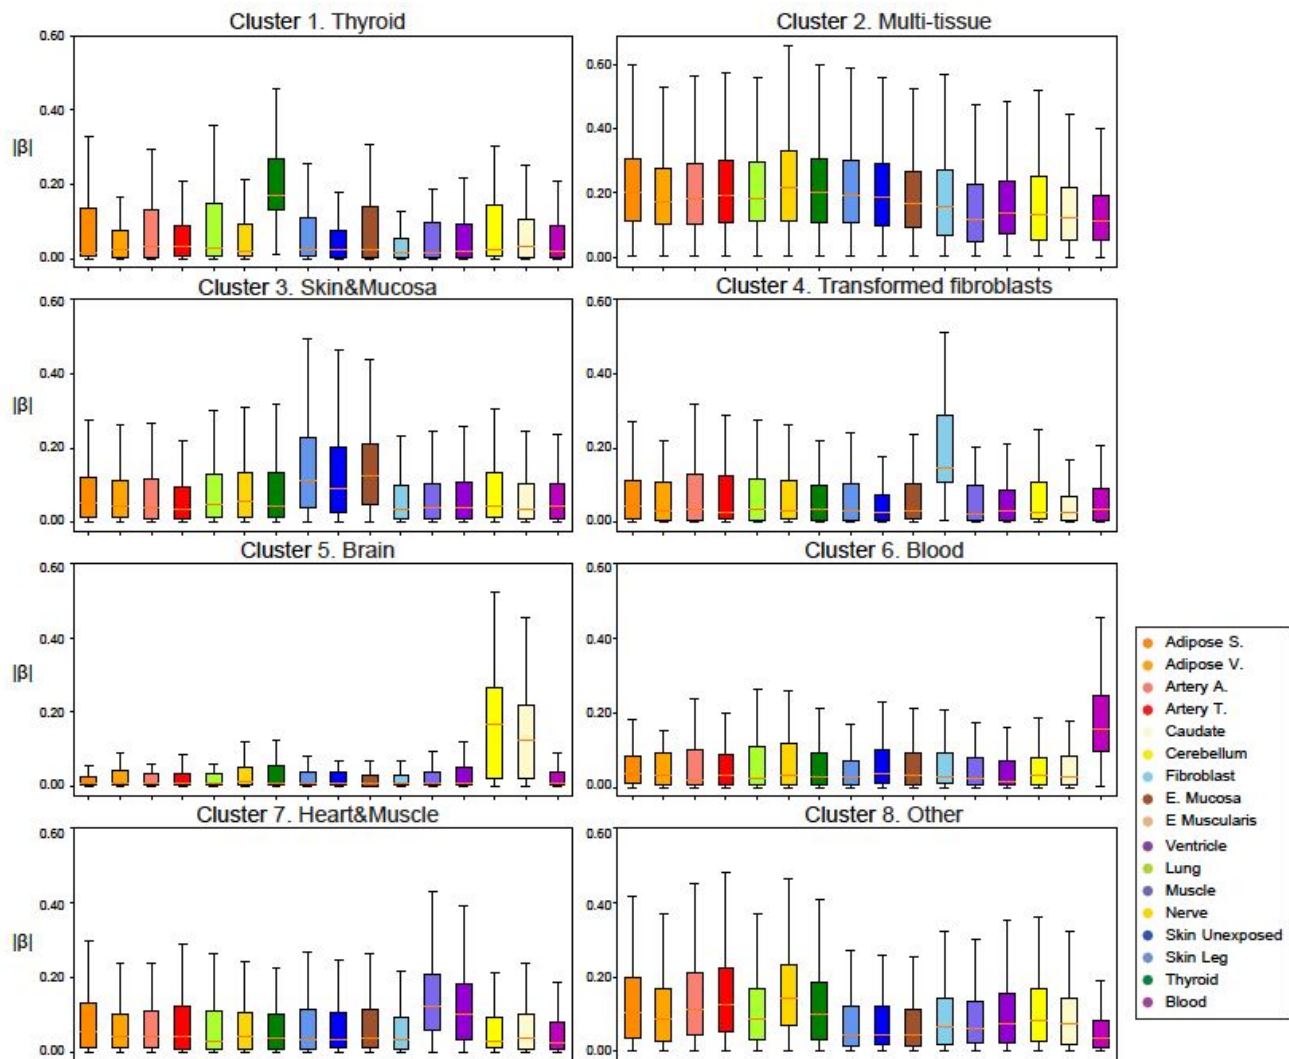 Cluster 1. Thyroid
Cluster 2. Multi-tissue
0.60
0.40
0.20
0.00
|β|
0.60
0.40
0.20
0.00
Cluster 3. Skin&Mucosa
Cluster 4. Transformed fibroblasts
0.60
0.40
0.20
0.00
|β|
0.60
0.40
0.20
0.00
Cluster 5. Brain
Cluster 6. Blood
0.60
0.40
0.20
0.00
|β|
0.60
0.40
0.20
0.00
Cluster 7. Heart&Muscle
Cluster 8. Other
0.60
0.40
0.20
0.00
|β|
0.60
0.40
0.20
0.00
Adipose S.
Adipose V.
Artery A.
Artery T.
Caudate
Cerebellum
Fibroblast
E. Mucosa
E Muscularis
Ventricle
Lung
Muscle
Nerve
Skin Unexposed
Skin Leg
Thyroid
Blood